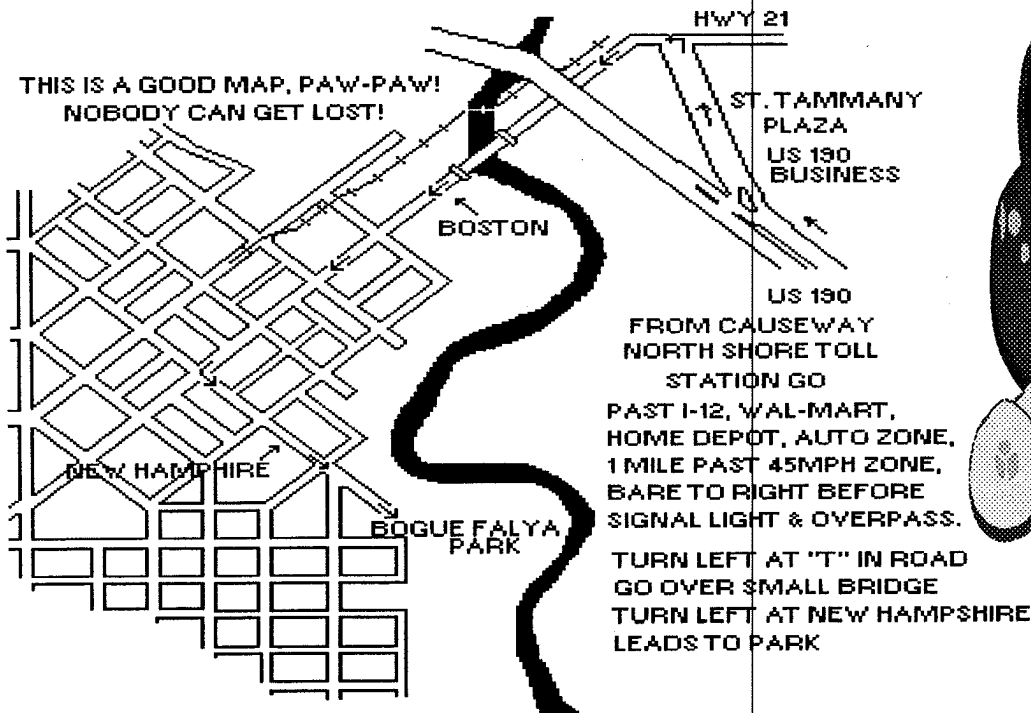 HWY 21
THIS IS A GOOD MAP, PAW-PAW!
NOBODY CAN GET LOST!
ST. TAMMANY
PLAZA
US 190
BUSINESS
BOSTON
US 190
FROM CAUSEWAY
NORTH SHORE TOLL
STATION GO
PAST I-12, WAL-MART,
HOME DEPOT, AUTO ZONE,
1 MILE PAST 45MPH ZONE,
BARE TO RIGHT BEFORE
SIGNAL LIGHT & OVERPASS.
NEW HAMPHIRE
BOGUE FALYA
PARK
TURN LEFT AT "T" IN ROAD
GO OVER SMALL BRIDGE
TURN LEFT AT NEW HAMPSHIRE
LEADS TO PARK